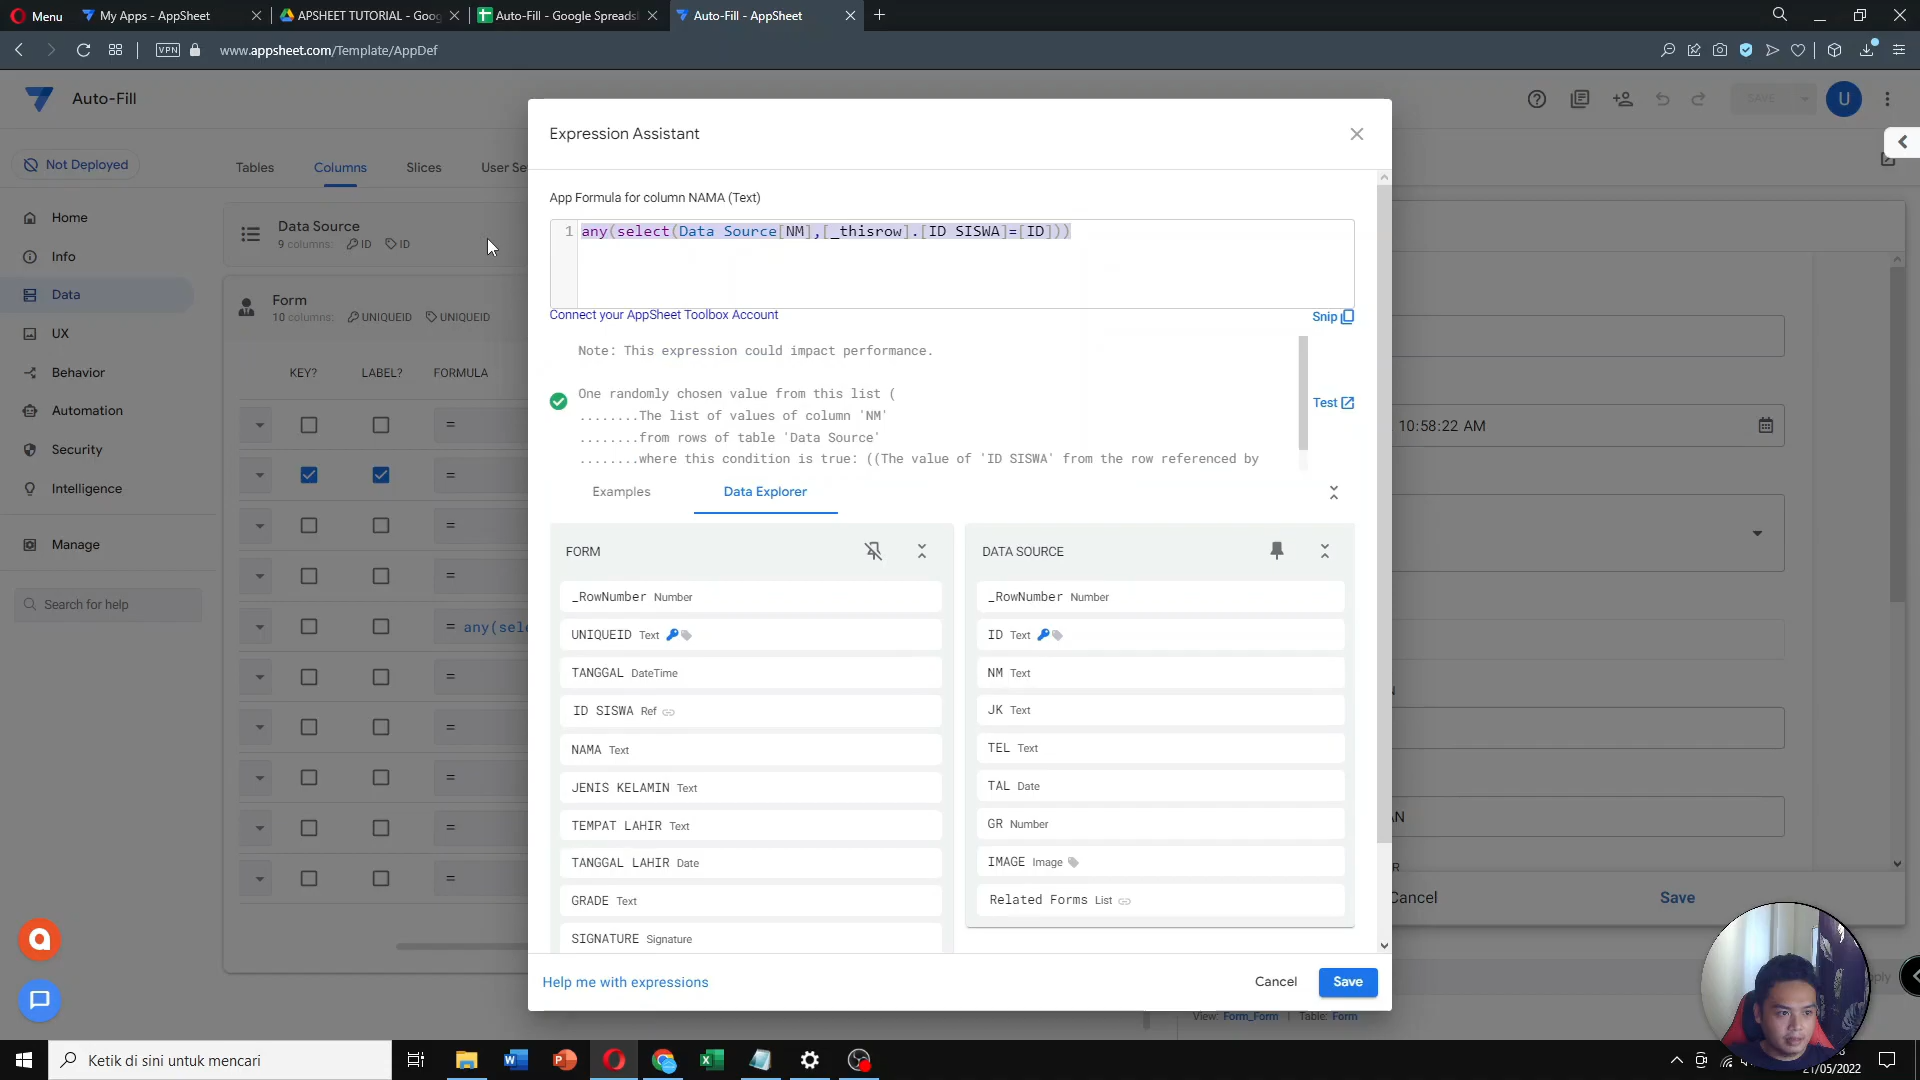 Menu
My Apps - AppSheet
APSHEET TUTORIAL - Goog
Auto-Fill - Google Spreads
Auto-Fill - AppSheet
VPN
www.appsheet.com/Template/AppDef
Auto-Fill
SAVE
U
Not Deployed
Tables
Columns
Slices
User Se
Home
Info
Data
UX
Behavior
Automation
Security
Intelligence
Manage
Search for help
Data Source
9 columns: ID ID
Form
10 columns: UNIQUEID UNIQUEID
KEY?
LABEL?
FORMULA
=
=
=
=
= any(sele
=
=
=
=
=
Expression Assistant
App Formula for column NAMA (Text)
1 any(select(Data Source[NM],[_thisrow].[ID SISWA]=[ID]))
Connect your AppSheet Toolbox Account
Snip
Note: This expression could impact performance.
One randomly chosen value from this list (
........The list of values of column 'NM'
........from rows of table 'Data Source'
........where this condition is true: ((The value of 'ID SISWA' from the row referenced by
Test
Examples
Data Explorer
FORM
_RowNumber Number
UNIQUEID Text
TANGGAL DateTime
ID SISWA Ref
NAMA Text
JENIS KELAMIN Text
TEMPAT LAHIR Text
TANGGAL LAHIR Date
GRADE Text
SIGNATURE Signature
DATA SOURCE
_RowNumber Number
ID Text
NM Text
JK Text
TEL Text
TAL Date
GR Number
IMAGE Image
Related Forms List
Help me with expressions
Cancel
Save
10:58:22 AM
Cancel
Save
View: Form_Form | Table: Form
Ketik di sini untuk mencari
21/05/2022